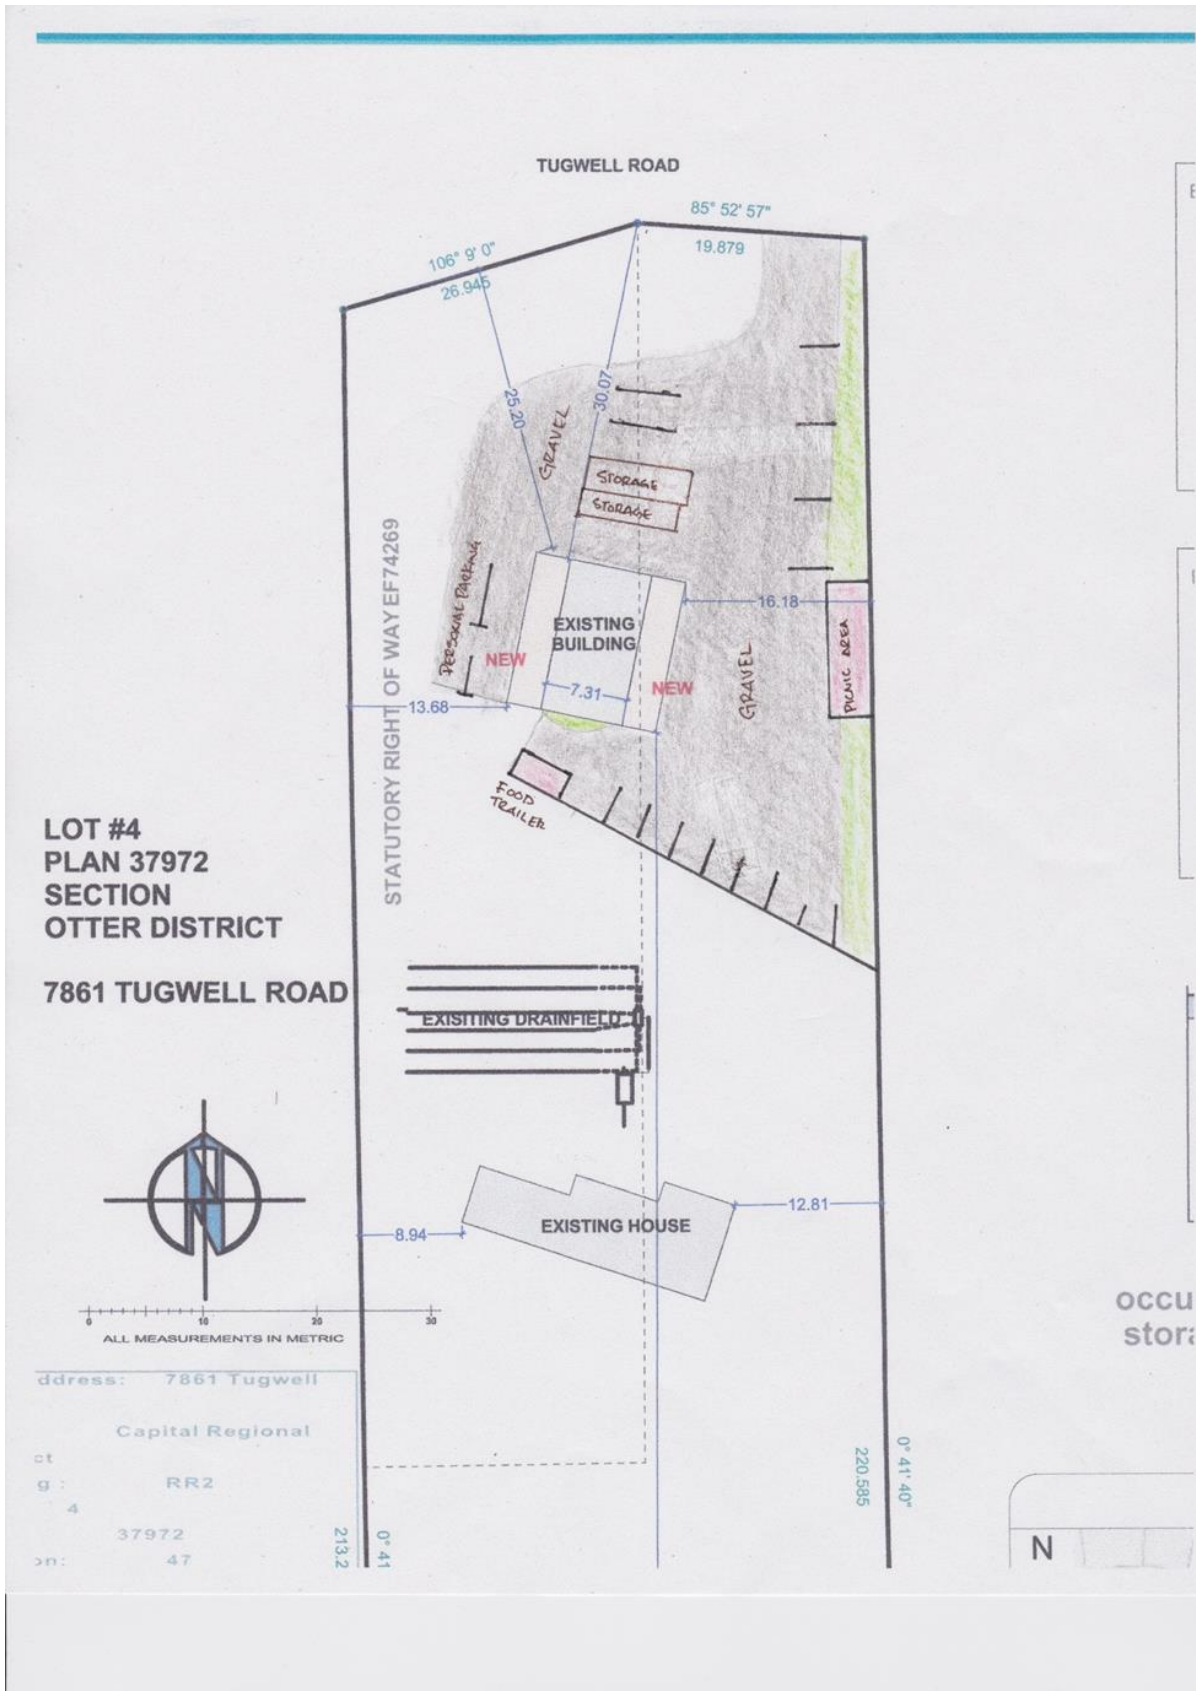 TUGWELL ROAD
85° 52' 57"
19.879
106° 9' 0"
26.945
25.20
30.07
GRAVEL
STORAGE
STORAGE
PERSONAL PARKING
STATUTORY RIGHT OF WAY EF74269
EXISTING
BUILDING
16.18
PICNIC AREA
NEW
NEW
7.31
13.68
GRAVEL
FOOD
TRAILER
LOT #4
PLAN 37972
SECTION
OTTER DISTRICT
7861 TUGWELL ROAD
EXISITING DRAINFIELD
EXISTING HOUSE
12.81
8.94
N
0 10 20 30
ALL MEASUREMENTS IN METRIC
occu
stora
ddress: 7861 Tugwell
Capital Regional
ct
g : RR2
4
37972
on: 47
213.2
0° 41
220.585
0° 41' 40"
N